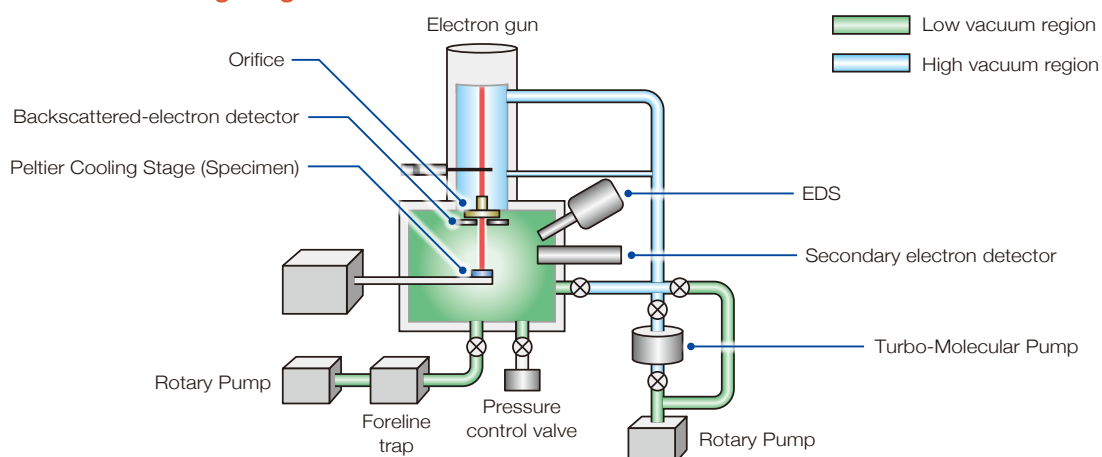 Electron gun
Low vacuum region
High vacuum region
Orifice
Backscattered-electron detector
Peltier Cooling Stage (Specimen)
EDS
Secondary electron detector
Turbo-Molecular Pump
Rotary Pump
Foreline
trap
Pressure
control valve
Rotary Pump